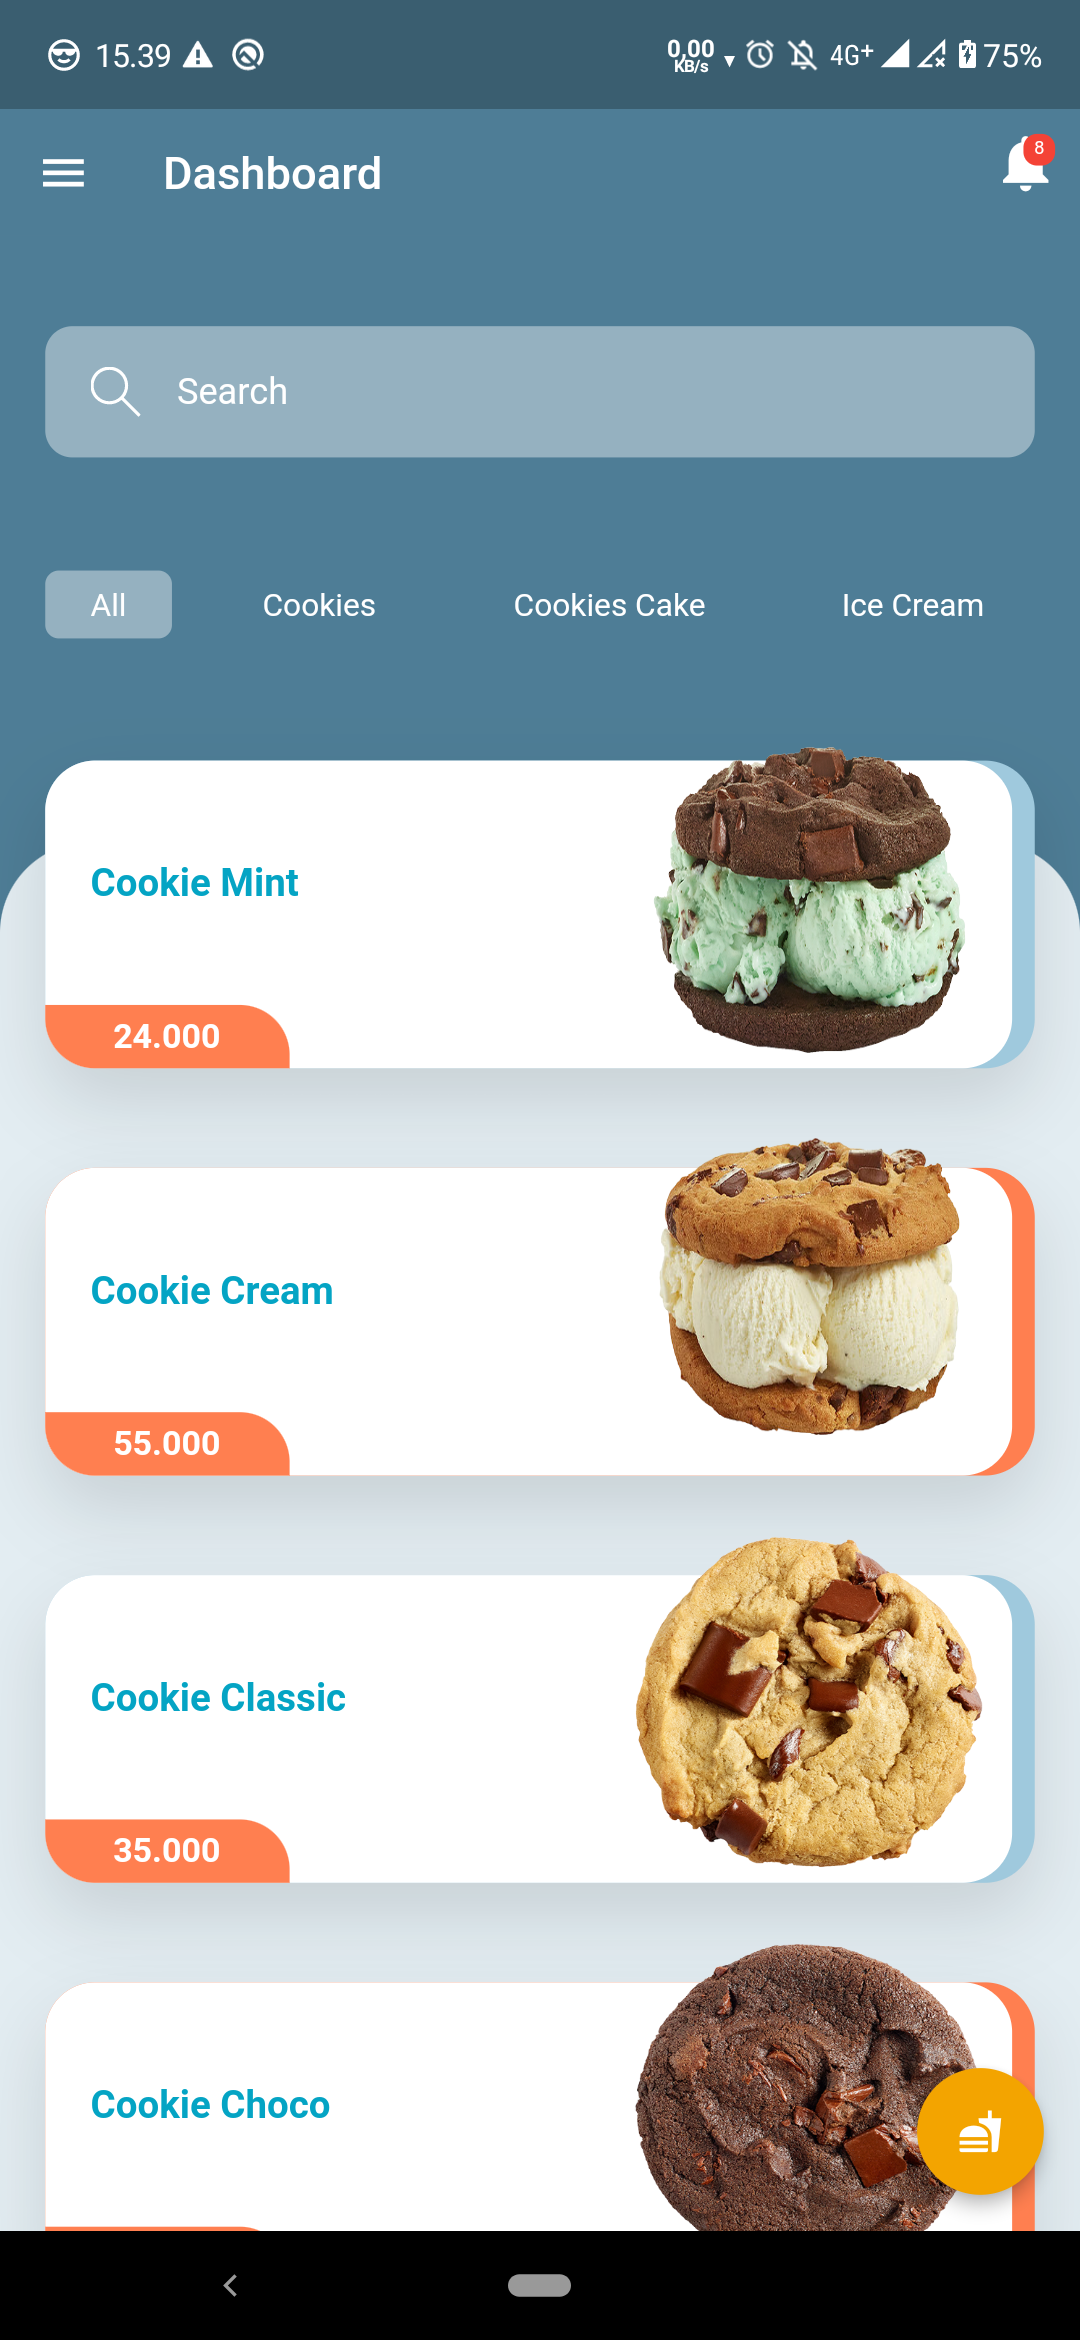 15.39
0,00
KB/s
4G+
75%
Dashboard
8
Search
All
Cookies
Cookies Cake
Ice Cream
Cookie Mint
24.000
Cookie Cream
55.000
Cookie Classic
35.000
Cookie Choco